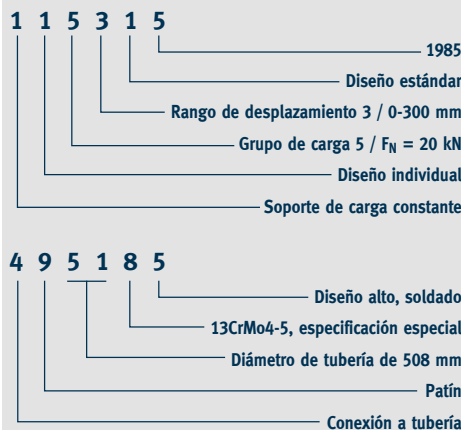 1 1 5 3 1 5
1985
Diseño estándar
Rango de desplazamiento 3 / 0-300 mm
Grupo de carga 5 / FN = 20 kN
Diseño individual
Soporte de carga constante
4 9 5 1 8 5
Diseño alto, soldado
13CrMo4-5, especificación especial
Diámetro de tubería de 508 mm
Patín
Conexión a tubería